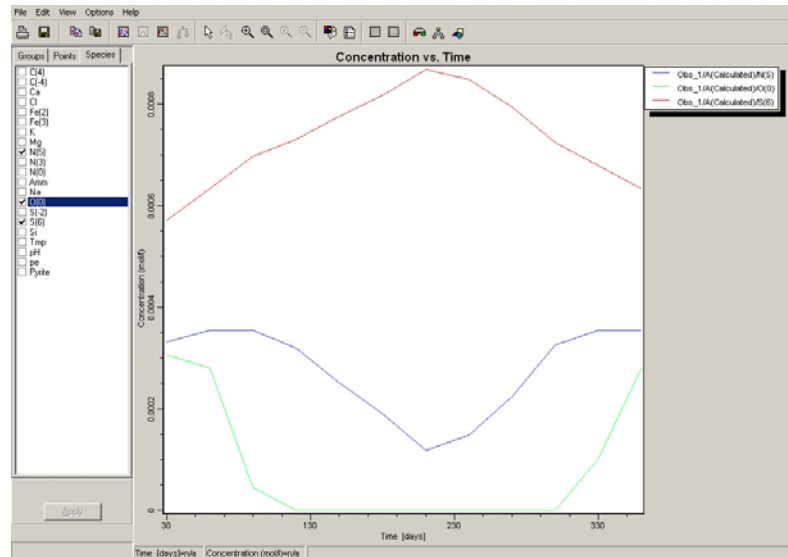 File Edit View Options Help
Groups Points Species
C(4)
C(-4)
Ca
Cl
Fe(2)
Fe(3)
K
Mg
N(5)
N(3)
N(0)
Amm
Na
O(0)
S(-2)
S(6)
Si
Tmp
pH
pe
Pyrite
Apply
Concentration vs. Time
Obs_1/A(Calculated)/N(5)
Obs_1/A(Calculated)/O(0)
Obs_1/A(Calculated)/S(6)
Concentration (mol/l)
0.0008
0.0006
0.0004
0.0002
0
30 130 230 330
Time [days]
Time [days]=n/a Concentration (mol/l)=n/a